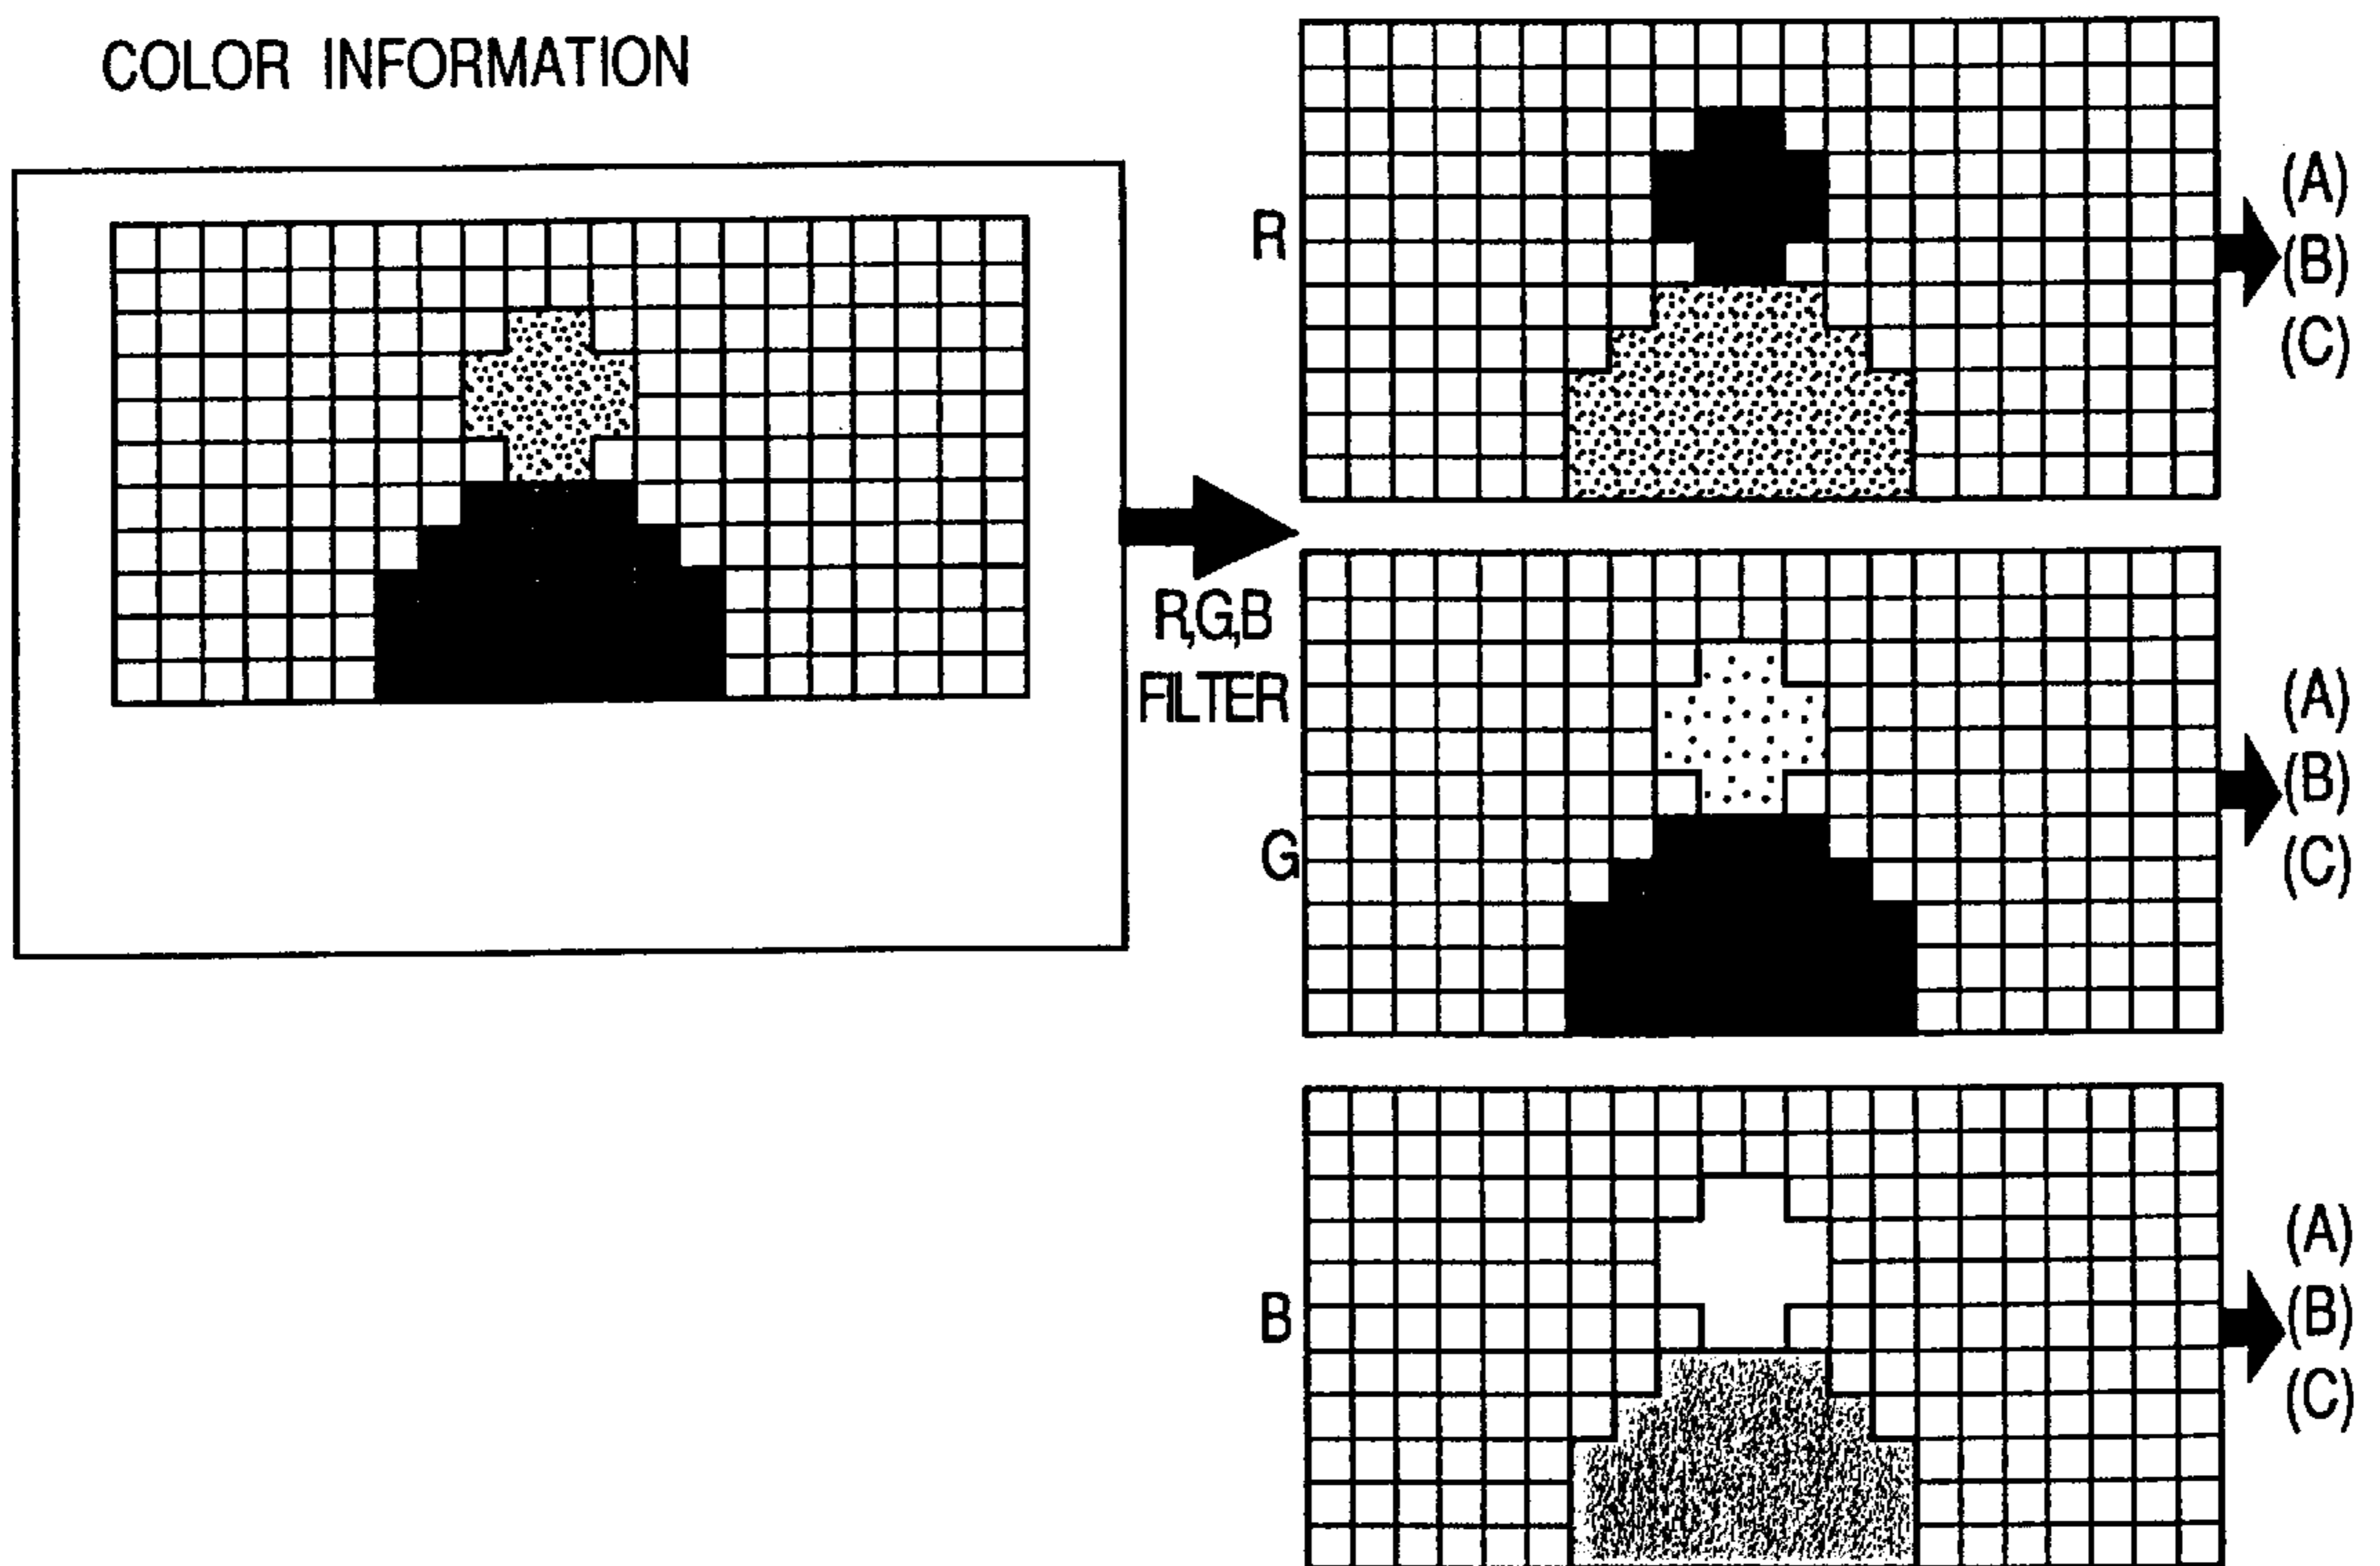 COLOR INFORMATION
R,G,B
FILTER
R
(A)
(B)
(C)
G
(A)
(B)
(C)
B
(A)
(B)
(C)